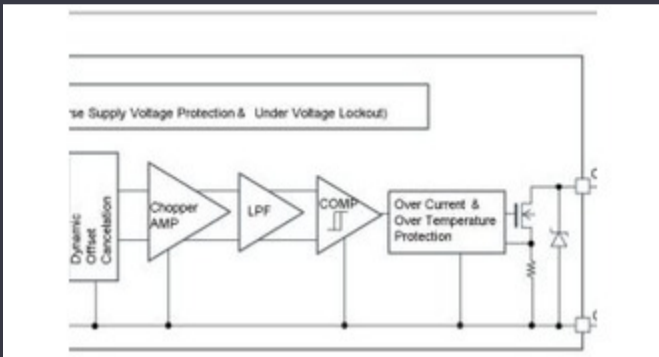 rse Supply Voltage Protection & Under Voltage Lockout)
Dynamic
Offset
Cancelation
Chopper
AMP
LPF
COMP
Over Current &
Over Temperature
Protection